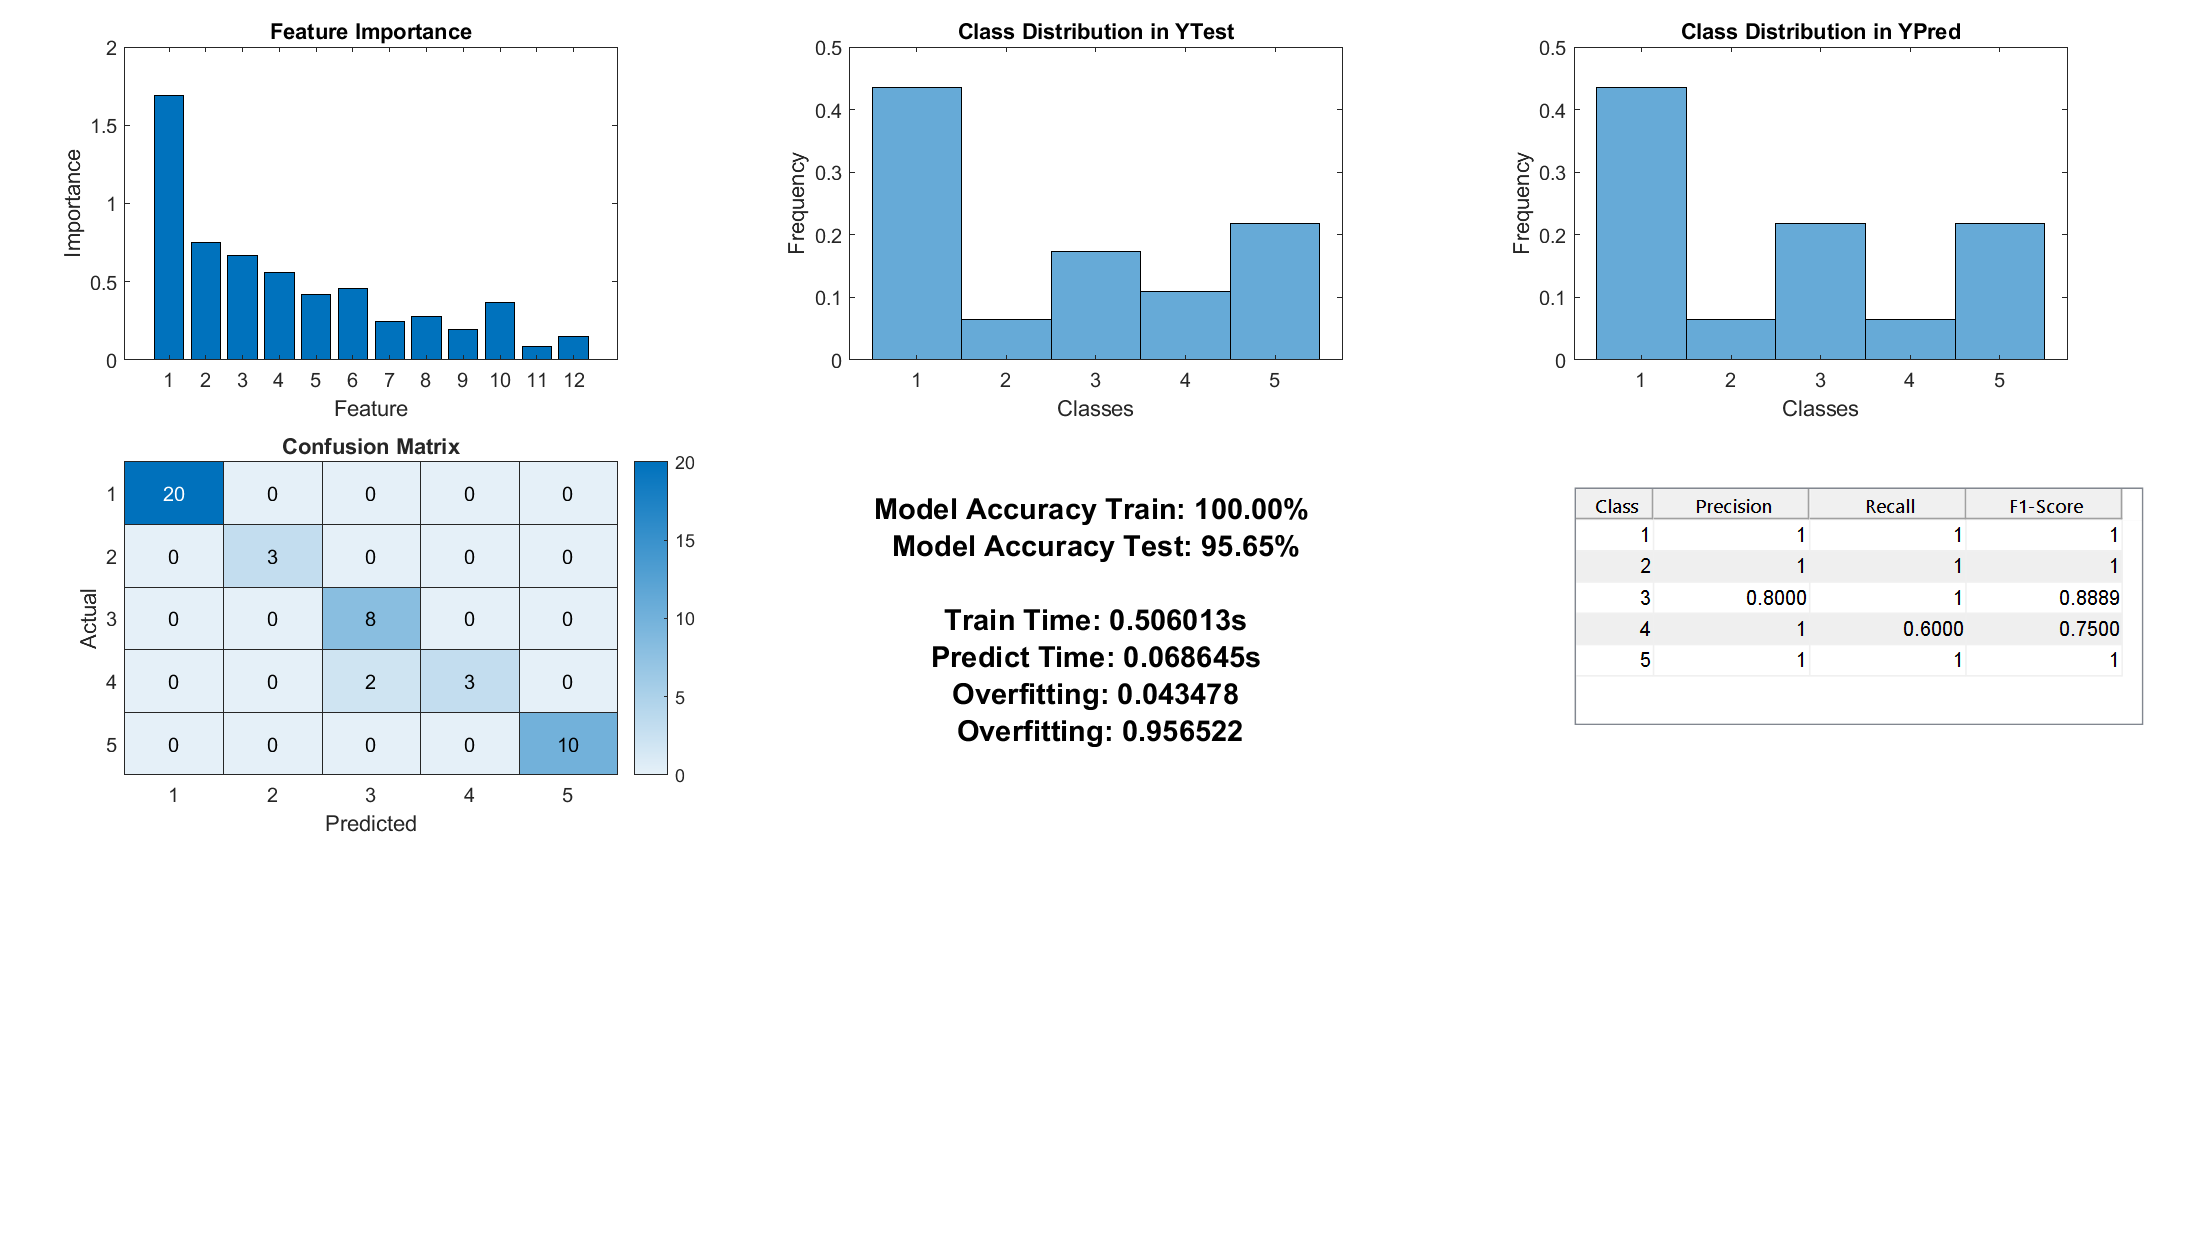 Feature Importance
2
1.5
1
0.5
0
Importance
1 2 3 4 5 6 7 8 9 10 11 12
Feature
Class Distribution in YTest
0.5
0.4
0.3
0.2
0.1
0
Frequency
1 2 3 4 5
Classes
Class Distribution in YPred
0.5
0.4
0.3
0.2
0.1
0
Frequency
1 2 3 4 5
Classes
Confusion Matrix
Actual
1 20 0 0 0 0
2 0 3 0 0 0
3 0 0 8 0 0
4 0 0 2 3 0
5 0 0 0 0 10
1 2 3 4 5
Predicted
20
15
10
5
0
Model Accuracy Train: 100.00%
Model Accuracy Test: 95.65%
Train Time: 0.506013s
Predict Time: 0.068645s
Overfitting: 0.043478
Overfitting: 0.956522
Class Precision Recall F1-Score
1 1 1 1
2 1 1 1
3 0.8000 1 0.8889
4 1 0.6000 0.7500
5 1 1 1